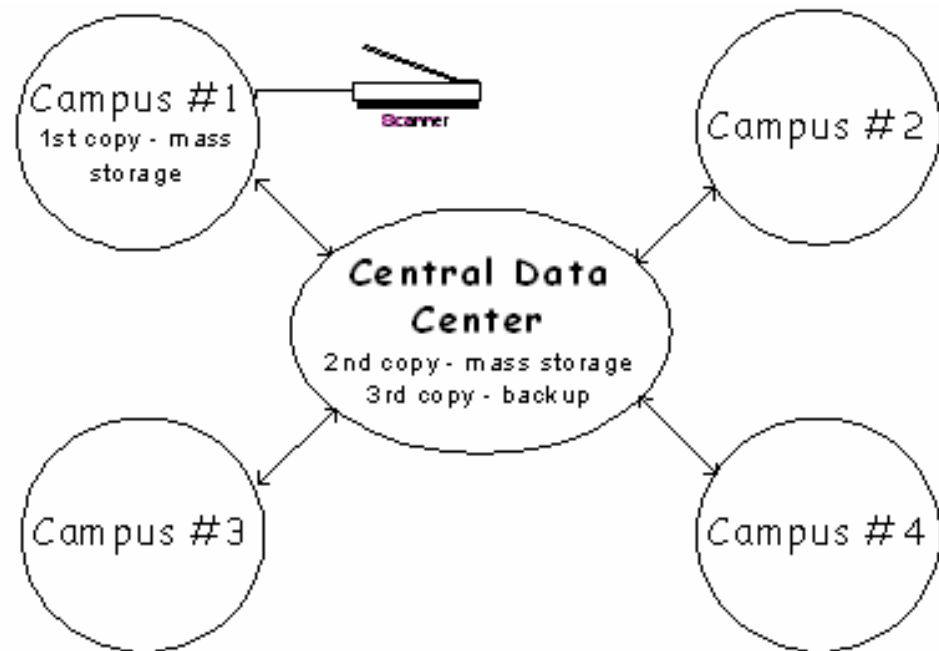 Campus #1
1st copy - mass
storage
Scanner
Campus #2
Central Data
Center
2nd copy - mass storage
3rd copy - backup
Campus #3
Campus #4